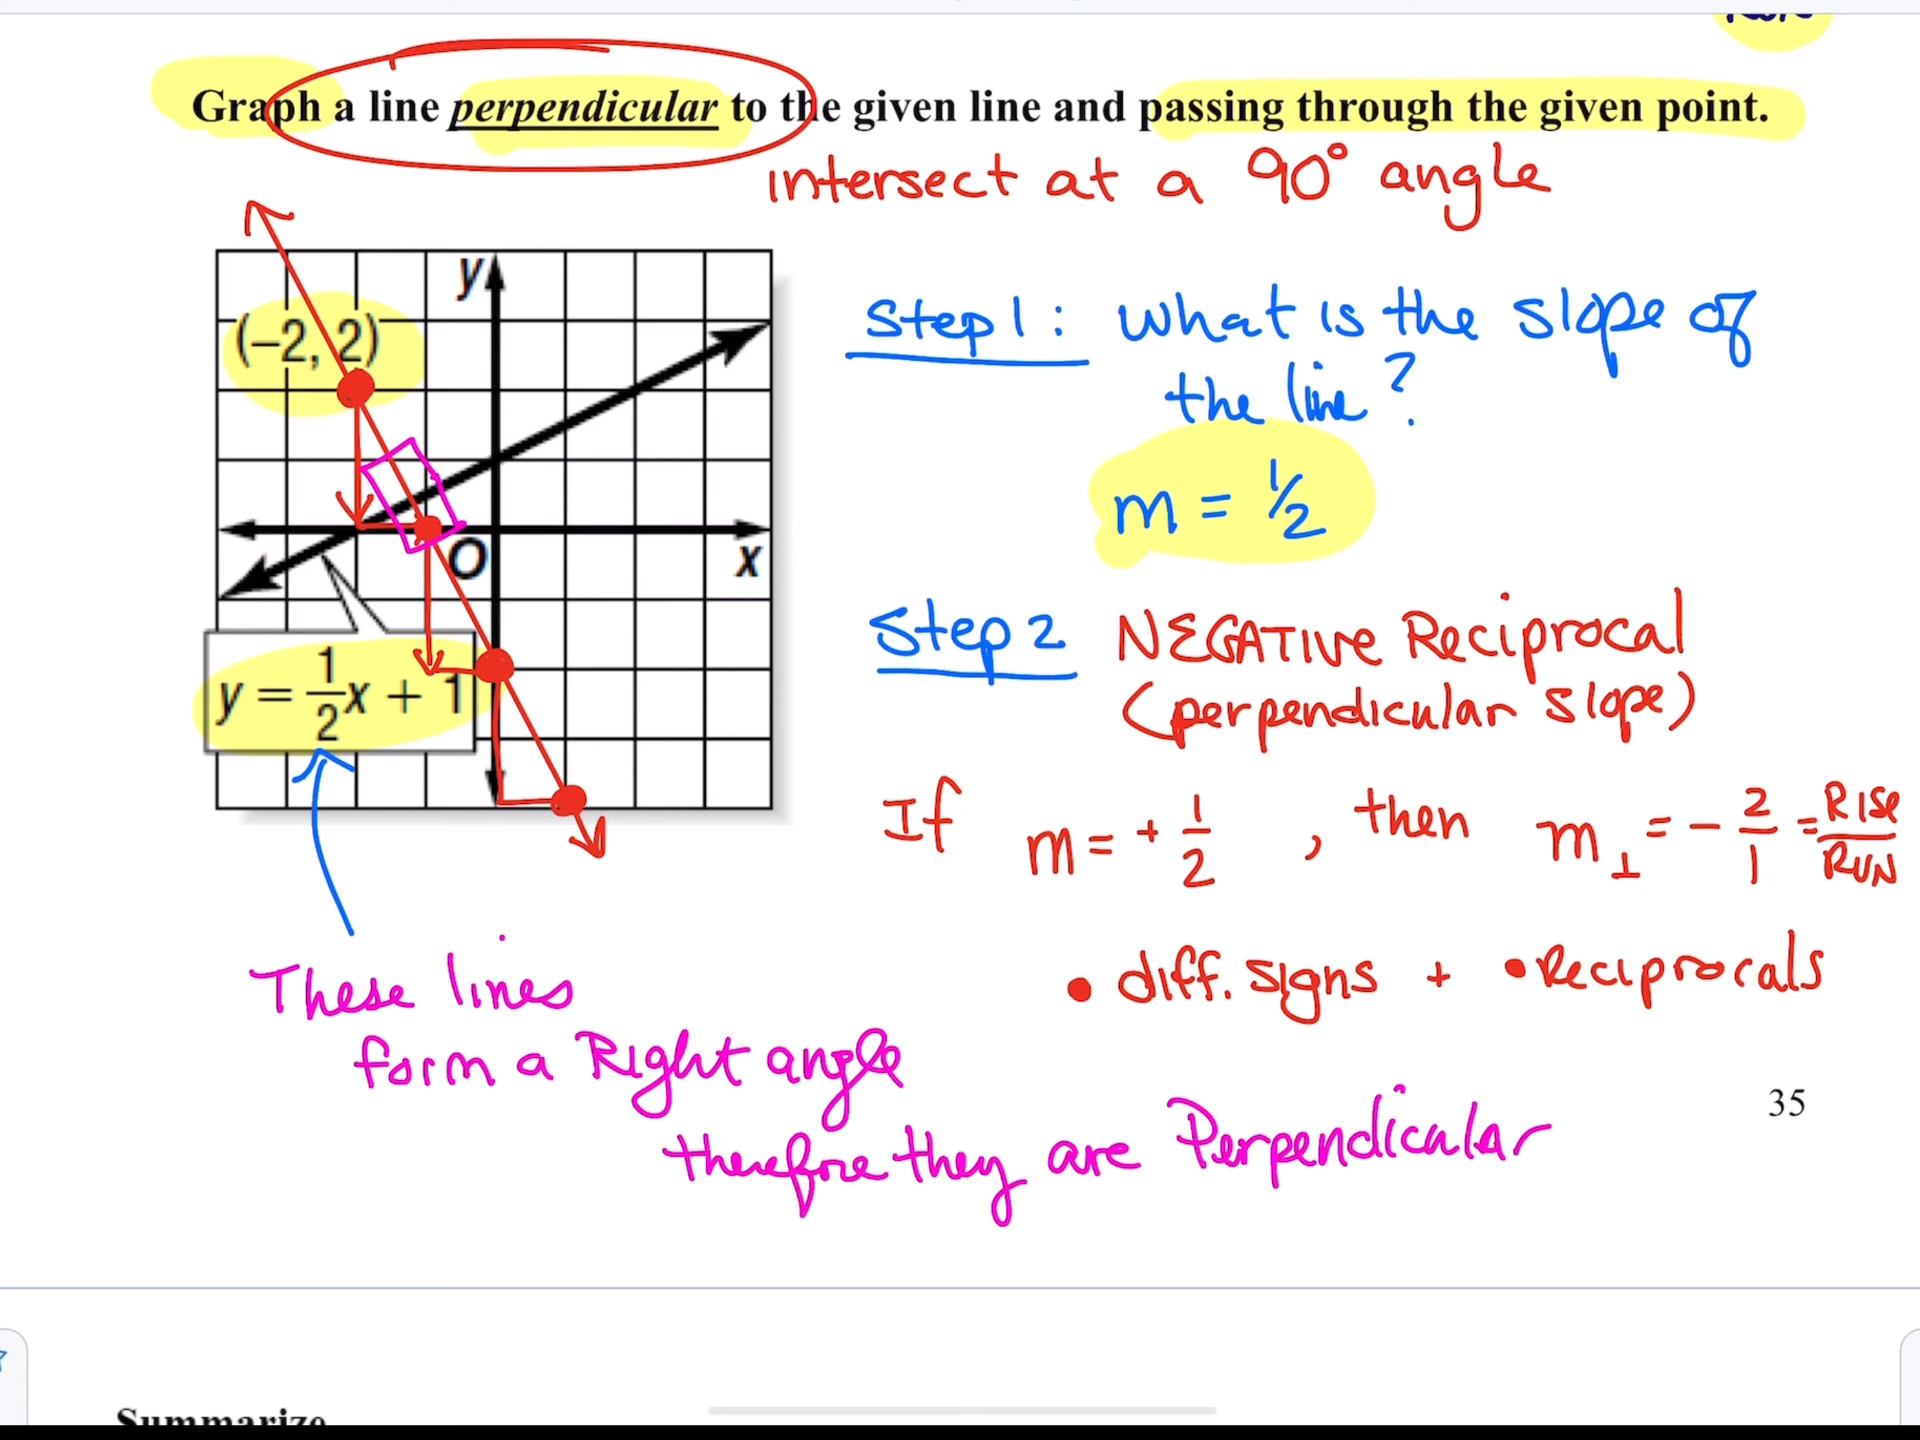 Graph a line perpendicular to the given line and passing through the given point.
intersect at a 90° angle
y
(-2, 2)
O
x
y = 1/2 x + 1
Step 1: What is the slope of
the line?
m = 1/2
Step 2 NEGATIVE Reciprocal
(perpendicular slope)
If m = + 1/2 , then m⊥ = - 2/1 = RISE/RUN
• diff. signs + • Reciprocals
These lines
form a Right angle
therefore they are Perpendicular
35
Summarize